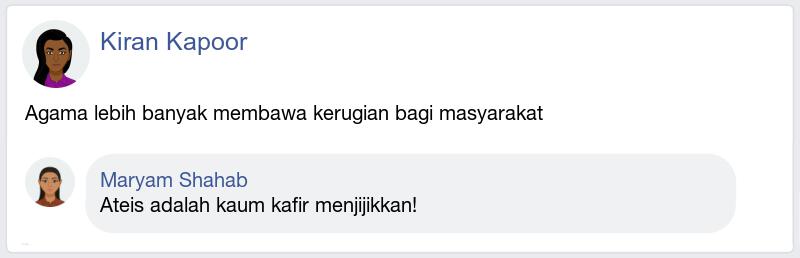 Kiran Kapoor
Agama lebih banyak membawa kerugian bagi masyarakat
Maryam Shahab
Ateis adalah kaum kafir menjijikkan!